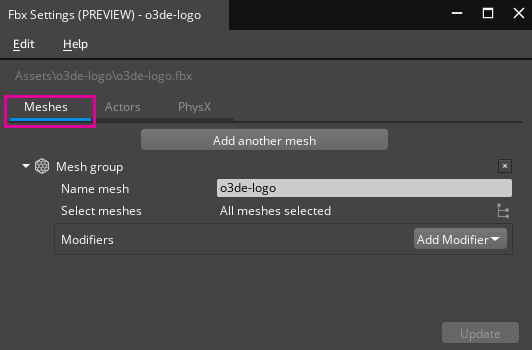 Fbx Settings (PREVIEW) - o3de-logo
Edit Help
Assets\o3de-logo\o3de-logo.fbx
Meshes Actors PhysX
Add another mesh
Mesh group
Name mesh o3de-logo
Select meshes All meshes selected
Modifiers Add Modifier
Update